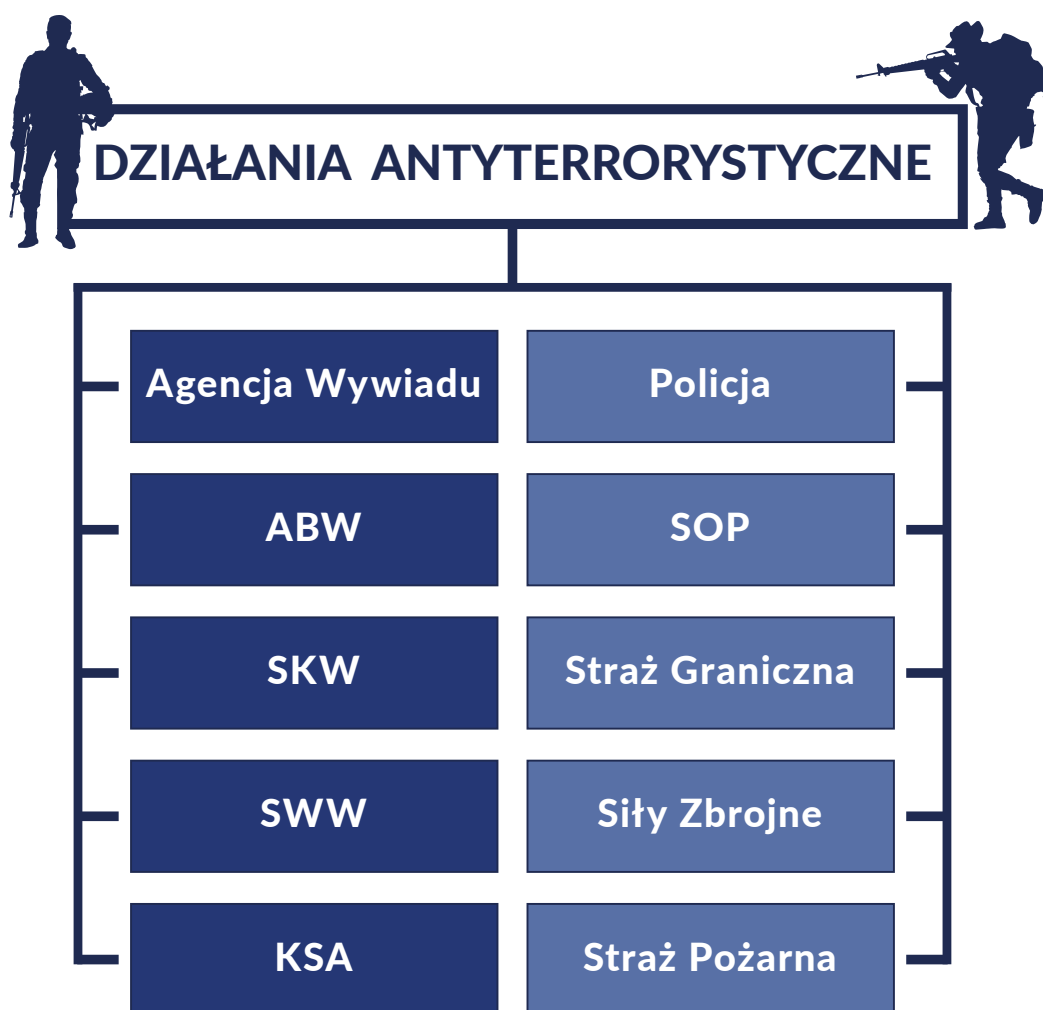 DZIAŁANIA ANTYTERRORYSTYCZNE
Agencja Wywiadu
Policja
ABW
SOP
SKW
Straż Graniczna
SWW
Siły Zbrojne
KSA
Straż Pożarna